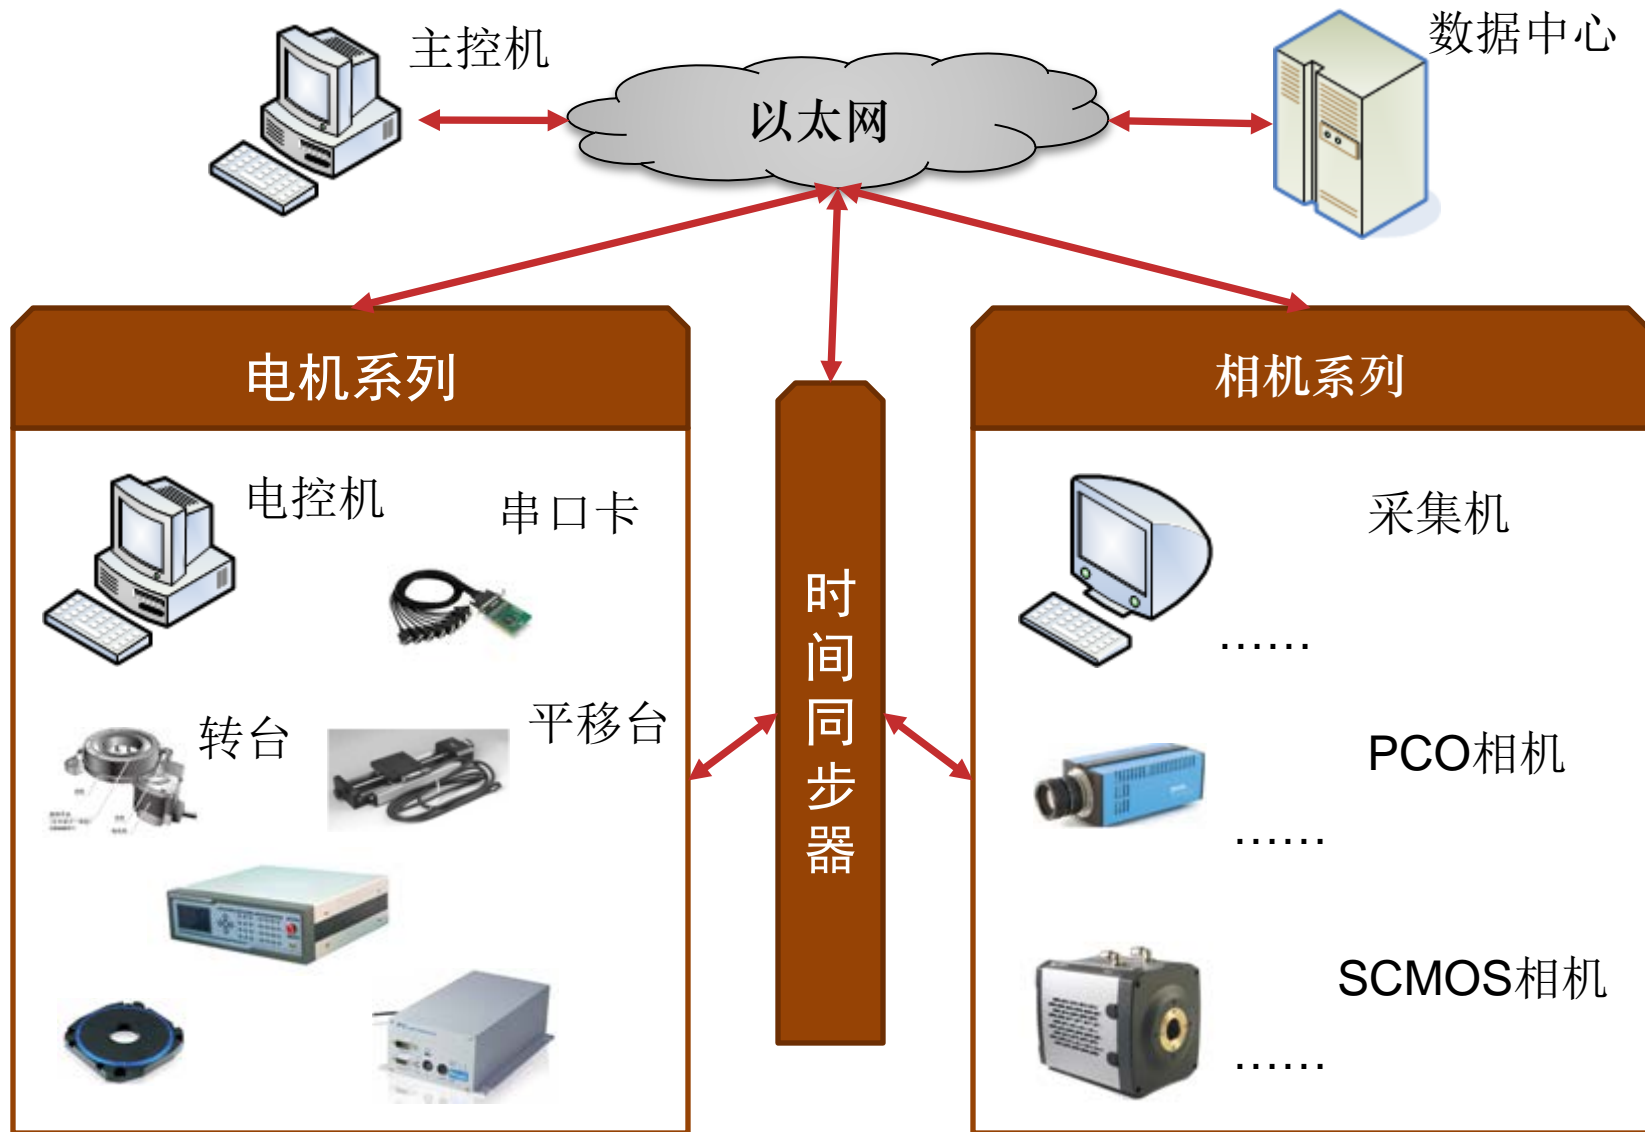 主控机
以太网
数据中心
电机系列
相机系列
电控机
串口卡
采集机
……
时间同步器
转台
平移台
PCO相机
……
SCMOS相机
……